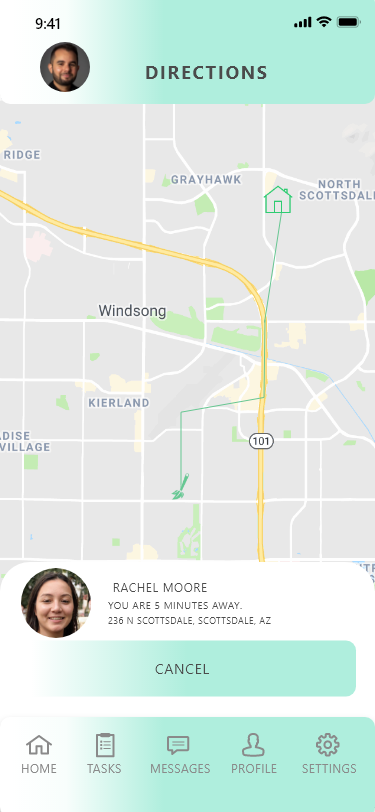 9:41
DIRECTIONS
RIDGE
GRAYHAWK
NORTH
SCOTTSDAL
Windsong
KIERLAND
ADISE
VILLAGE
101
RACHEL MOORE
YOU ARE 5 MINUTES AWAY.
236 N SCOTTSDALE, SCOTTSDALE, AZ
CANCEL
HOME TASKS MESSAGES PROFILE SETTINGS